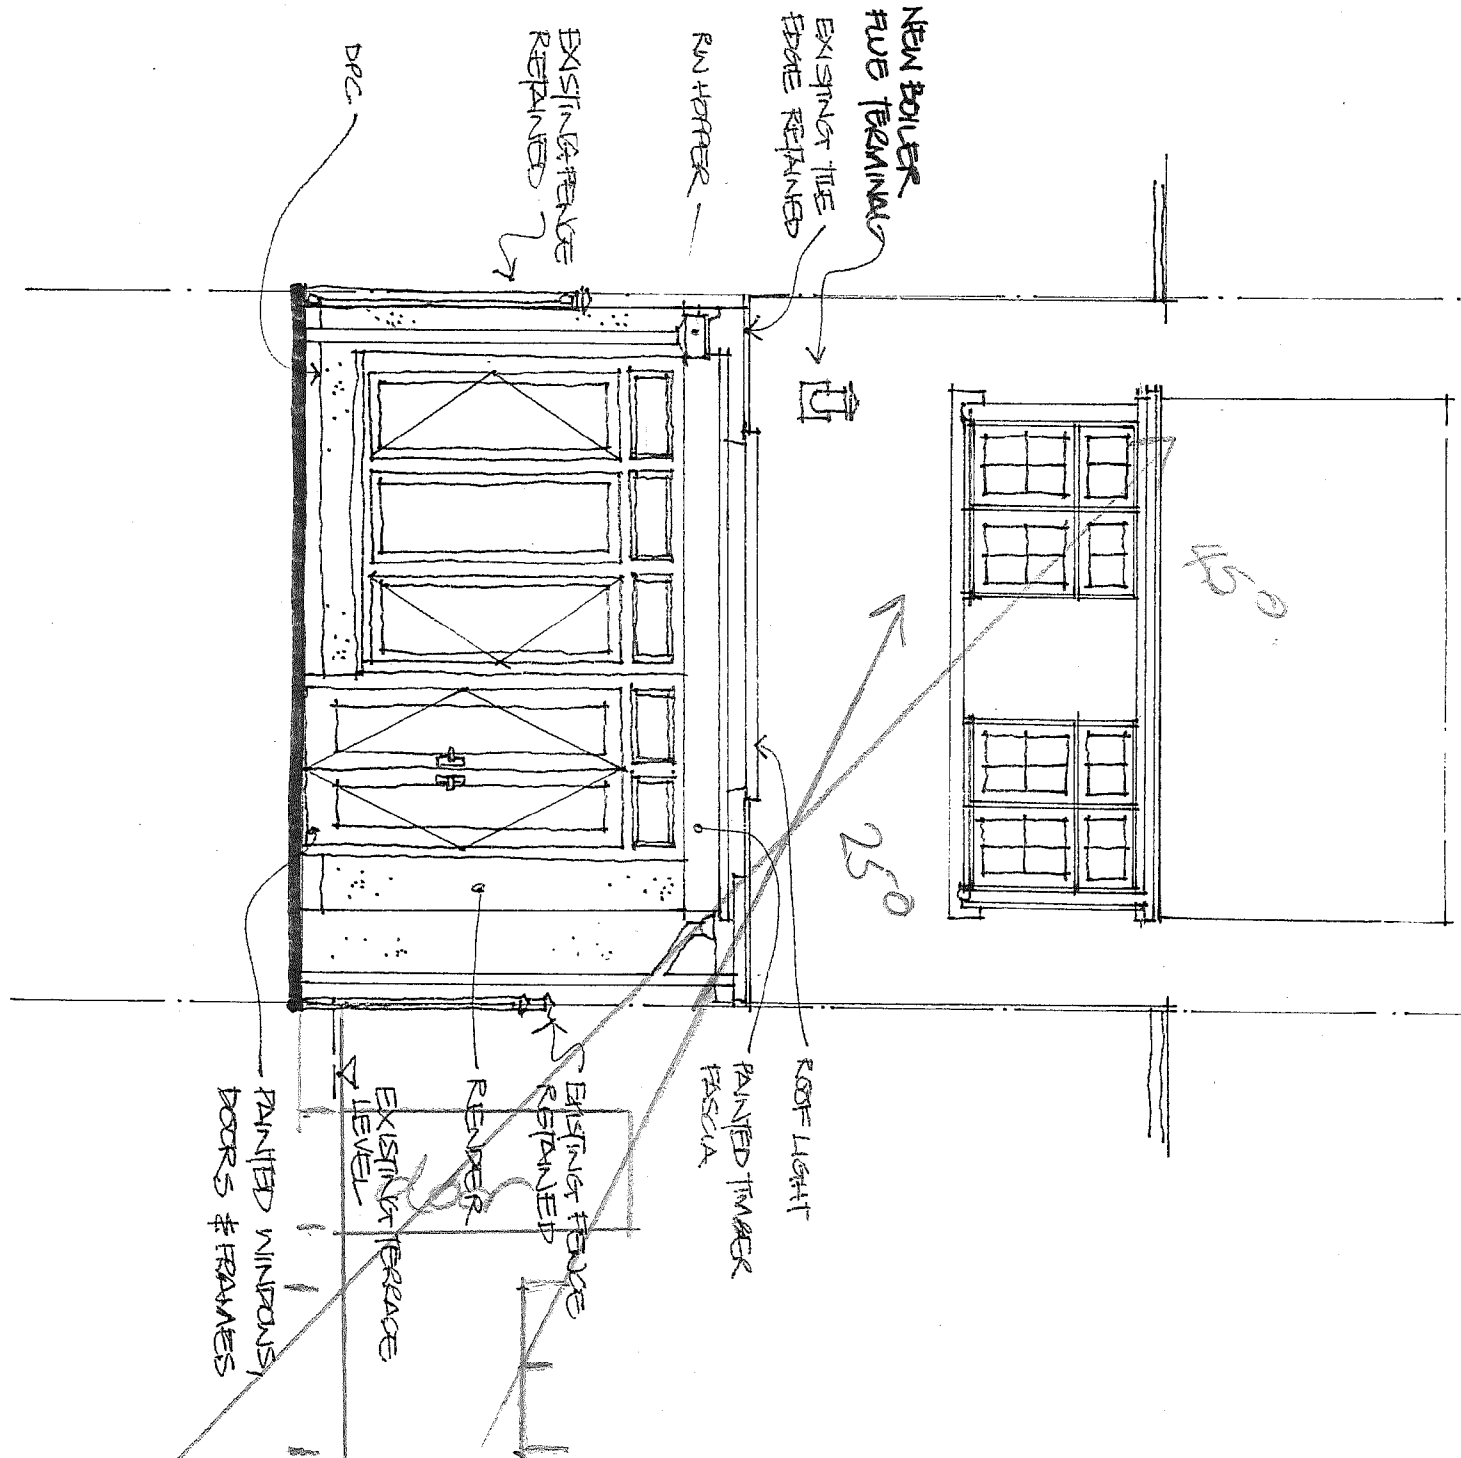 NEW BOILER
FLUE TERMINAL
EXISTING TILE
EDGE RETAINED
RW HOPPER
EXISTING FENCE
RETAINED
DPC
45°
25°
ROOF LIGHT
PAINTED TIMBER
FASCIA
EXISTING FENCE
RETAINED
RENDER
EXISTING TERRACE
LEVEL
door
PAINTED WINDOWS,
DOORS & FRAMES